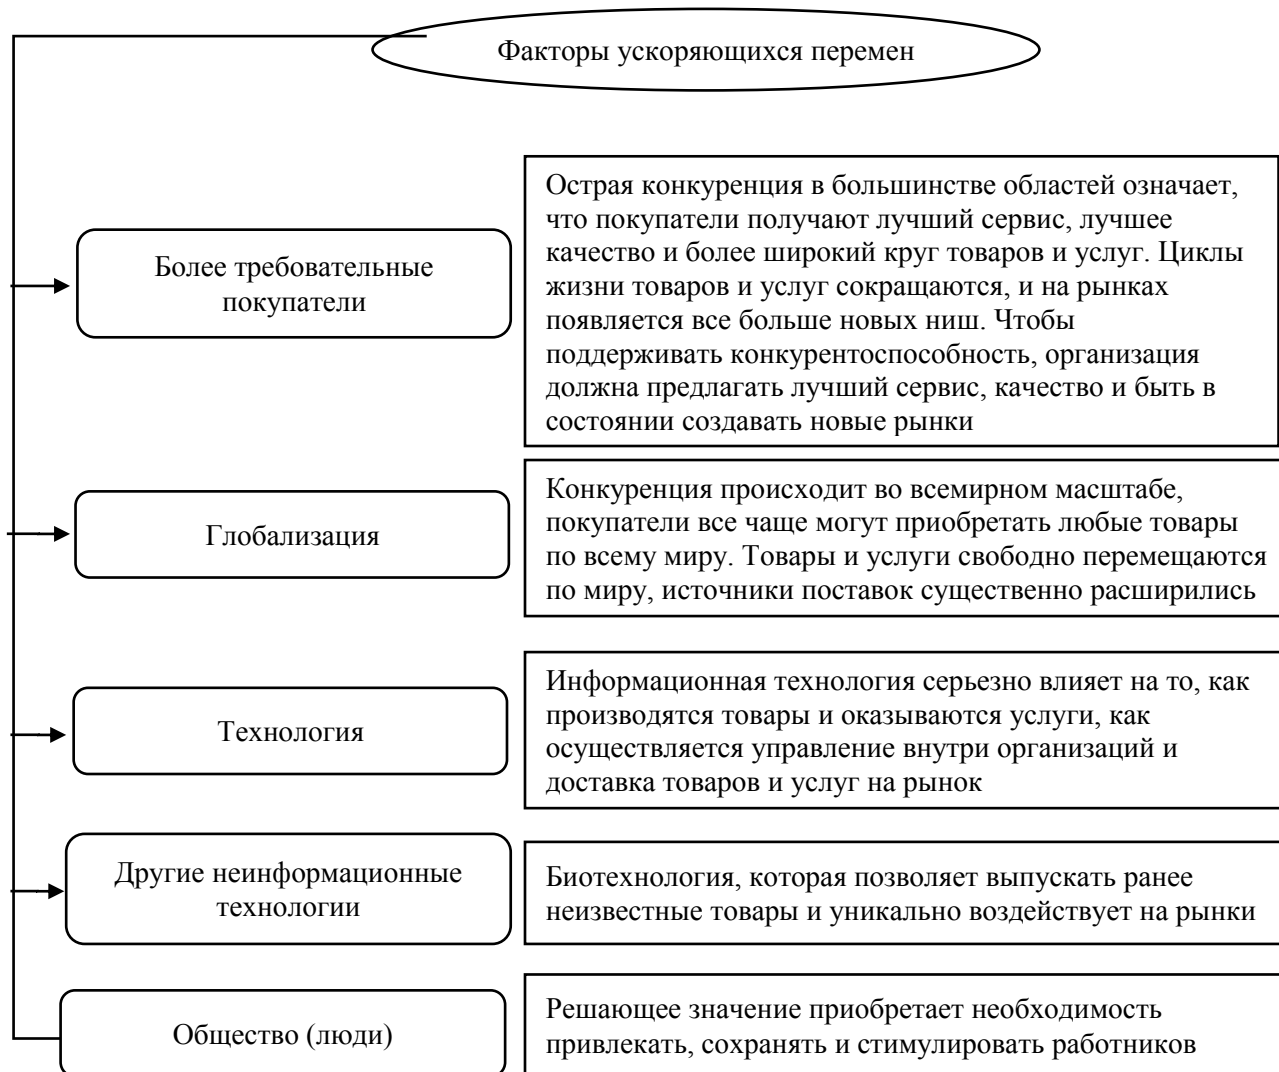 Факторы ускоряющихся перемен
Более требовательные
покупатели
Острая конкуренция в большинстве областей означает,
что покупатели получают лучший сервис, лучшее
качество и более широкий круг товаров и услуг. Циклы
жизни товаров и услуг сокращаются, и на рынках
появляется все больше новых ниш. Чтобы
поддерживать конкурентоспособность, организация
должна предлагать лучший сервис, качество и быть в
состоянии создавать новые рынки
Глобализация
Конкуренция происходит во всемирном масштабе,
покупатели все чаще могут приобретать любые товары
по всему миру. Товары и услуги свободно перемещаются
по миру, источники поставок существенно расширились
Технология
Информационная технология серьезно влияет на то, как
производятся товары и оказываются услуги, как
осуществляется управление внутри организаций и
доставка товаров и услуг на рынок
Другие неинформационные
технологии
Биотехнология, которая позволяет выпускать ранее
неизвестные товары и уникально воздействует на рынки
Общество (люди)
Решающее значение приобретает необходимость
привлекать, сохранять и стимулировать работников